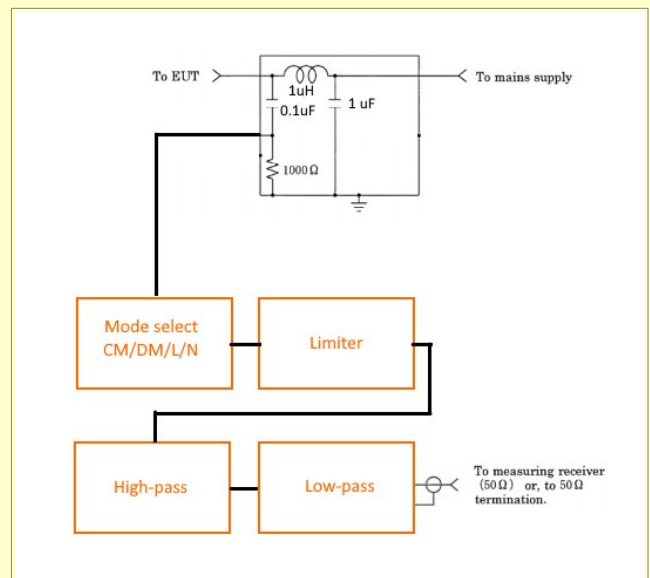 To EUT
To mains supply
1uH
0.1uF
1 uF
1000Ω
Mode select
CM/DM/L/N
Limiter
High-pass
Low-pass
To measuring receiver
(50Ω) or, to 50Ω
termination.